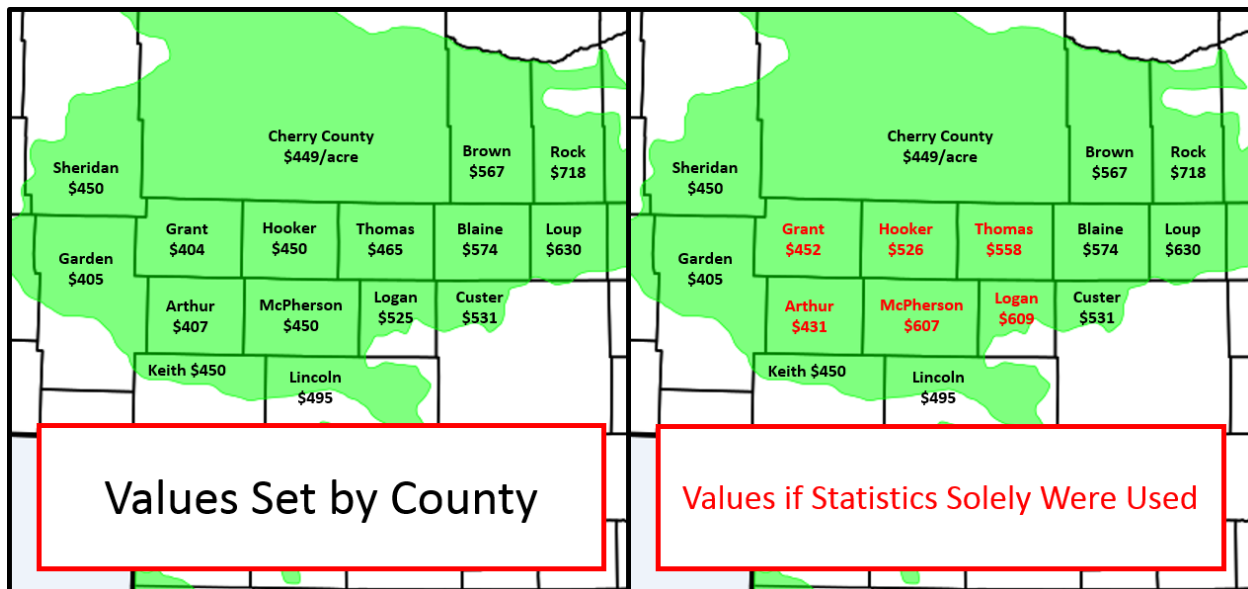 Cherry County
$449/acre
Brown
$567
Rock
$718
Sheridan
$450
Grant
$404
Hooker
$450
Thomas
$465
Blaine
$574
Loup
$630
Garden
$405
Arthur
$407
McPherson
$450
Logan
$525
Custer
$531
Keith $450
Lincoln
$495
Values Set by County
Cherry County
$449/acre
Brown
$567
Rock
$718
Sheridan
$450
Grant
$452
Hooker
$526
Thomas
$558
Blaine
$574
Loup
$630
Garden
$405
Arthur
$431
McPherson
$607
Logan
$609
Custer
$531
Keith $450
Lincoln
$495
Values if Statistics Solely Were Used